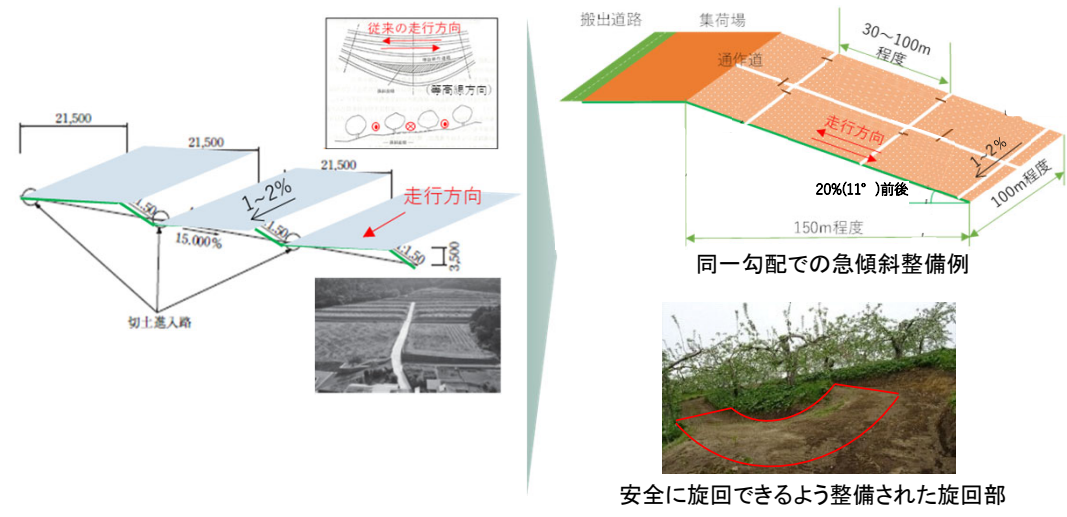 従来の走行方向
(等高線方向)
21,500
21,500
21,500
1~2%
走行方向
1.50
1.50
1:1.50
15.000%
3,500
切土進入路
搬出道路
集荷場
30～100m
程度
通作道
走行方向
1~2%
20%(11°)前後
100m程度
150m程度
同一勾配での急傾斜整備例
安全に旋回できるよう整備された旋回部